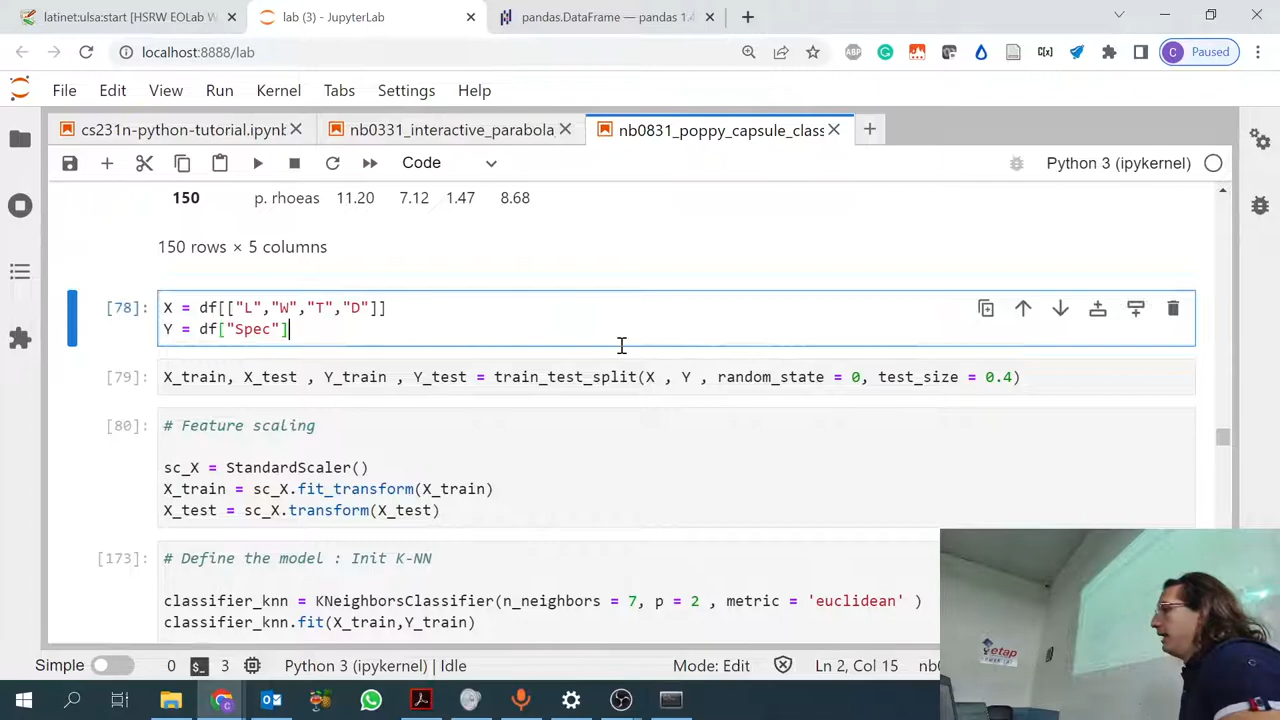 latinet:ulsa:start [HSRW EOLab W
lab (3) - JupyterLab
pandas.DataFrame — pandas 1.4
localhost:8888/lab
ABP
C[x]
C
Paused
File Edit View Run Kernel Tabs Settings Help
cs231n-python-tutorial.ipynb
nb0331_interactive_parabola
nb0831_poppy_capsule_class
Code
Python 3 (ipykernel)
150 p. rhoeas 11.20 7.12 1.47 8.68
150 rows × 5 columns
[78]: X = df[["L","W","T","D"]]
Y = df["Spec"]
[79]: X_train, X_test , Y_train , Y_test = train_test_split(X , Y , random_state = 0, test_size = 0.4)
[80]: # Feature scaling
sc_X = StandardScaler()
X_train = sc_X.fit_transform(X_train)
X_test = sc_X.transform(X_test)
[173]: # Define the model : Init K-NN
classifier_knn = KNeighborsClassifier(n_neighbors = 7, p = 2 , metric = 'euclidean' )
classifier_knn.fit(X_train,Y_train)
etap
Simple 0 3 Python 3 (ipykernel) | Idle Mode: Edit Ln 2, Col 15 nb0